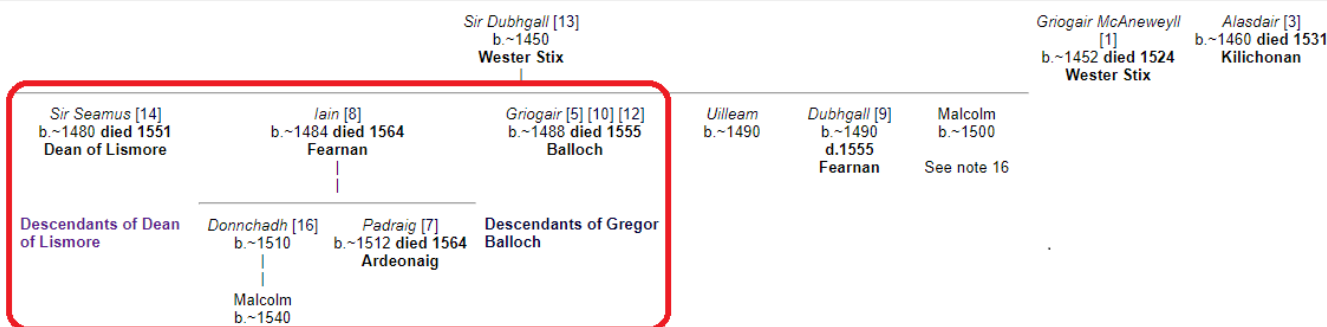 Sir Dubhgall [13]
b.~1450
Wester Stix
Griogair McAneweyll
[1]
b.~1452 died 1524
Wester Stix
Alasdair [3]
b.~1460 died 1531
Kilichonan
Sir Seamus [14]
b.~1480 died 1551
Dean of Lismore
Iain [8]
b.~1484 died 1564
Fearnan
Griogair [5] [10] [12]
b.~1488 died 1555
Balloch
Uilleam
b.~1490
Dubhgall [9]
b.~1490
d.1555
Fearnan
Malcolm
b.~1500
See note 16
Descendants of Dean
of Lismore
Donnchadh [16]
b.~1510
Padraig [7]
b.~1512 died 1564
Ardeonaig
Descendants of Gregor
Balloch
Malcolm
b.~1540